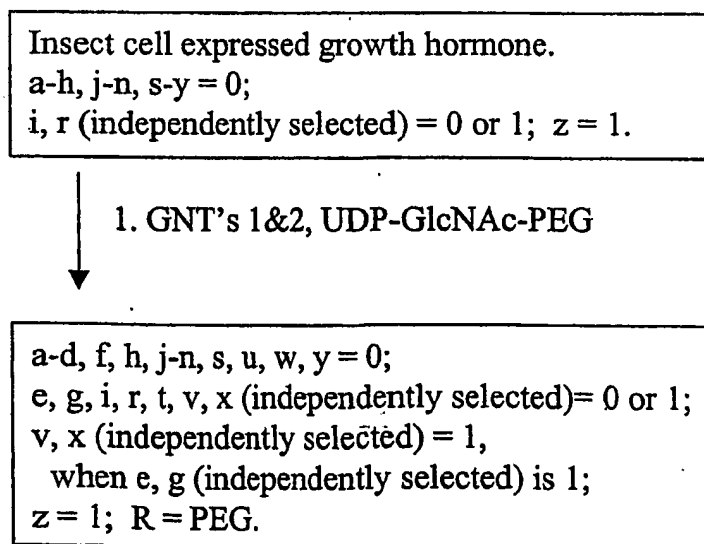 Insect cell expressed growth hormone.
a-h, j-n, s-y = 0;
i, r (independently selected) = 0 or 1; z = 1.
1. GNT's 1&2, UDP-GlcNAc-PEG
a-d, f, h, j-n, s, u, w, y = 0;
e, g, i, r, t, v, x (independently selected)= 0 or 1;
v, x (independently selected) = 1,
when e, g (independently selected) is 1;
z = 1; R = PEG.